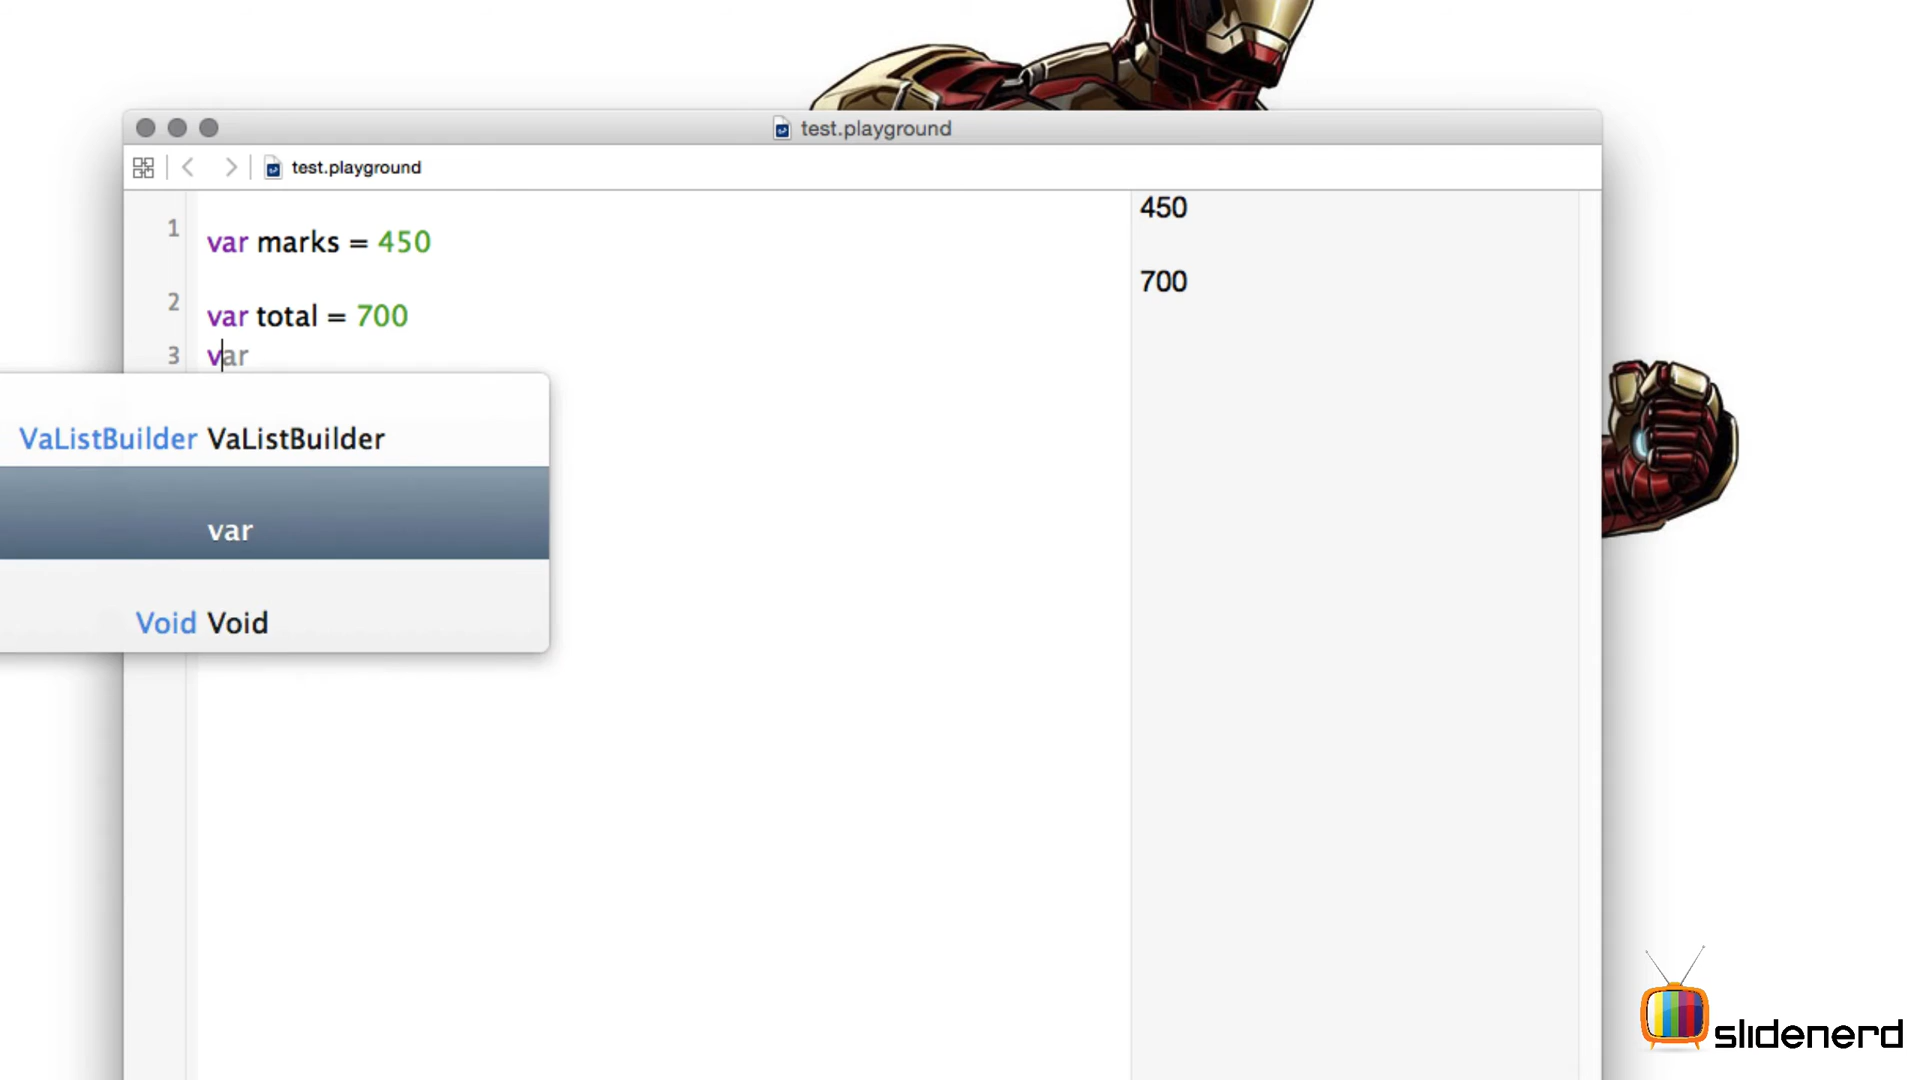 test.playground
test.playground
1 var marks = 450
450
2 var total = 700
700
3 var
VaListBuilder VaListBuilder
var
Void Void
slidenerd